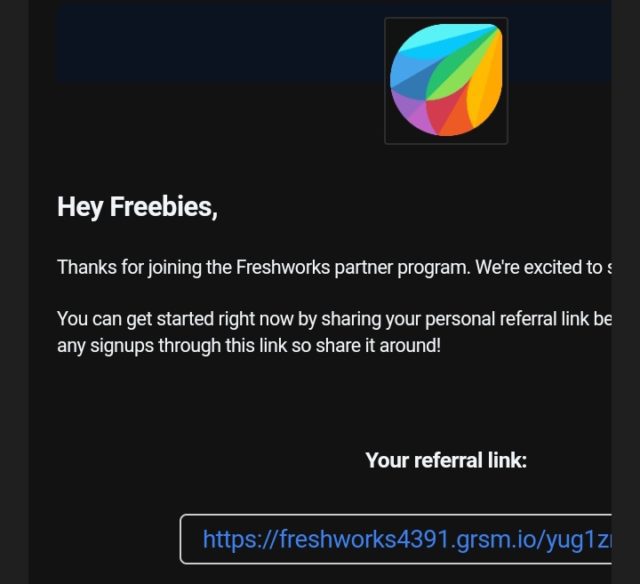 Hey Freebies,
Thanks for joining the Freshworks partner program. We're excited to
You can get started right now by sharing your personal referral link
any signups through this link so share it around!
Your referral link:
https://freshworks4391.grsm.io/yug1z